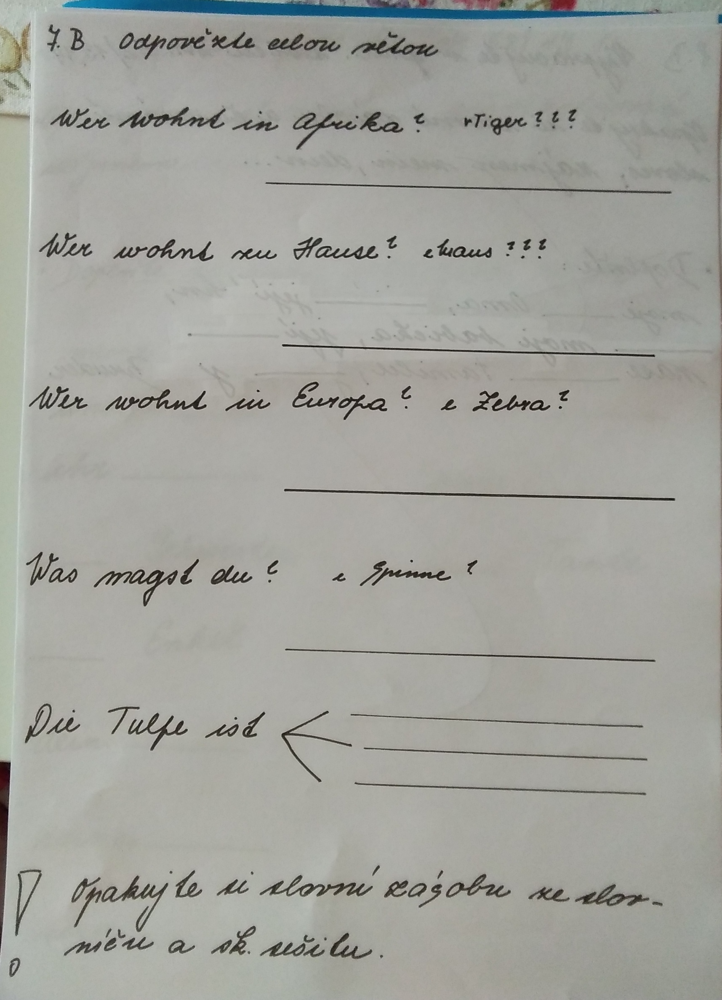 7. B Odpovězte celou větou
Wer wohnt in Afrika? r Tiger???
Wer wohnt zu Hause? e Maus???
Wer wohnt in Europa? e Zebra?
Was magst du? e Spinne?
Die Tulpe ist
! Opakujte si slovní zásobu ze slov-
níčku a šk. sešitu.